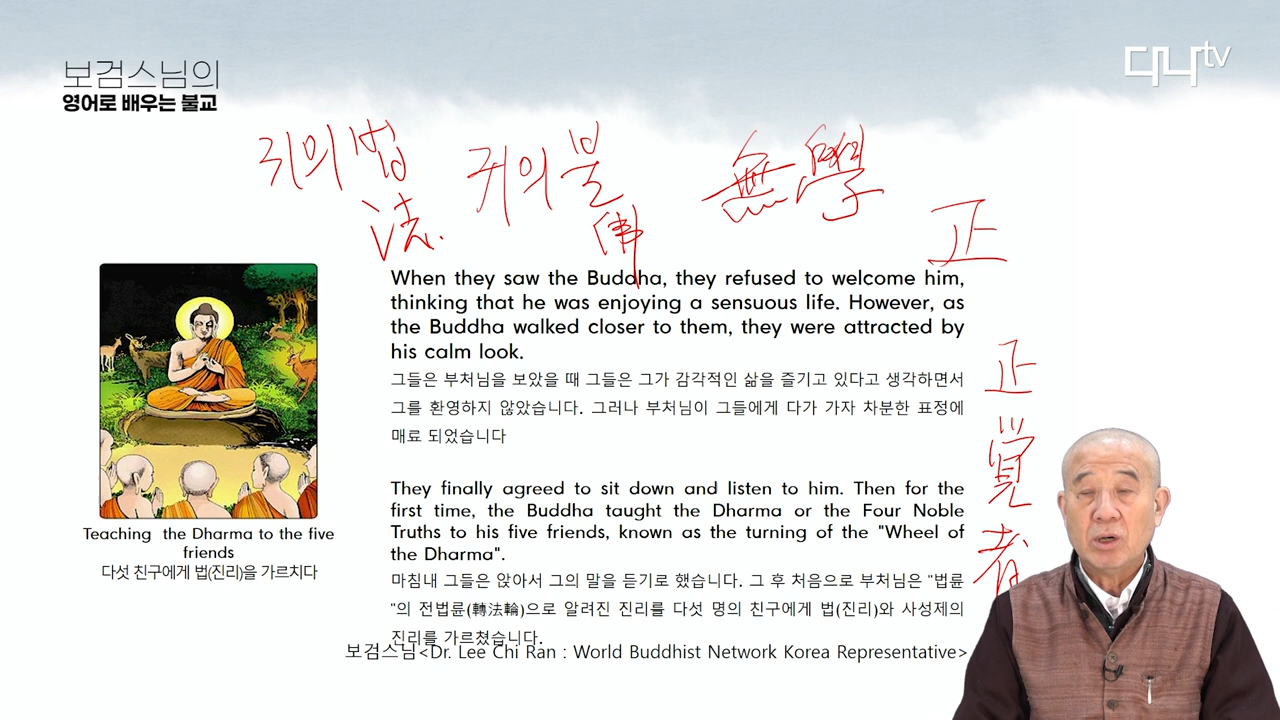 보검스님의
영어로 배우는 불교
디나tv
귀의법
法.
귀의불
佛
無學
正
正
覚
者
When they saw the Buddha, they refused to welcome him,
thinking that he was enjoying a sensuous life. However, as
the Buddha walked closer to them, they were attracted by
his calm look.
그들은 부처님을 보았을 때 그들은 그가 감각적인 삶을 즐기고 있다고 생각하면서
그를 환영하지 않았습니다. 그러나 부처님이 그들에게 다가 가자 차분한 표정에
매료 되었습니다
They finally agreed to sit down and listen to him. Then for the
first time, the Buddha taught the Dharma or the Four Noble
Truths to his five friends, known as the turning of the "Wheel of
the Dharma".
마침내 그들은 앉아서 그의 말을 듣기로 했습니다. 그 후 처음으로 부처님은 "법륜
"의 전법륜(轉法輪)으로 알려진 진리를 다섯 명의 친구에게 법(진리)와 사성제의
진리를 가르쳤습니다.
Teaching the Dharma to the five
friends
다섯 친구에게 법(진리)을 가르치다
보검스님<Dr. Lee Chi Ran : World Buddhist Network Korea Representative>